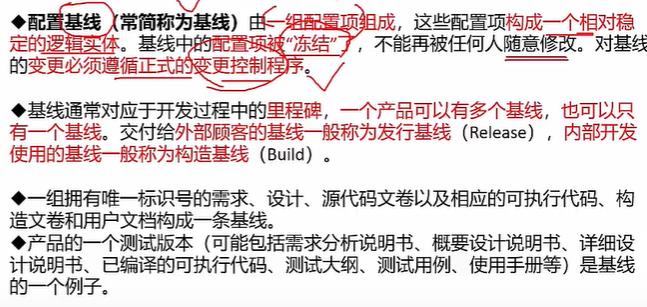 ◆配置基线（常简称为基线）由一组配置项组成，这些配置项构成一个相对稳
定的逻辑实体。基线中的配置项被“冻结”了，不能再被任何人随意修改。对基线
的变更必须遵循正式的变更控制程序。
◆基线通常对应于开发过程中的里程碑，一个产品可以有多个基线，也可以只
有一个基线。交付给外部顾客的基线一般称为发行基线（Release），内部开发
使用的基线一般称为构造基线（Build）。
◆一组拥有唯一标识号的需求、设计、源代码文卷以及相应的可执行代码、构
造文卷和用户文档构成一条基线。
◆产品的一个测试版本（可能包括需求分析说明书、概要设计说明书、详细设
计说明书、已编译的可执行代码、测试大纲、测试用例、使用手册等）是基线
的一个例子。